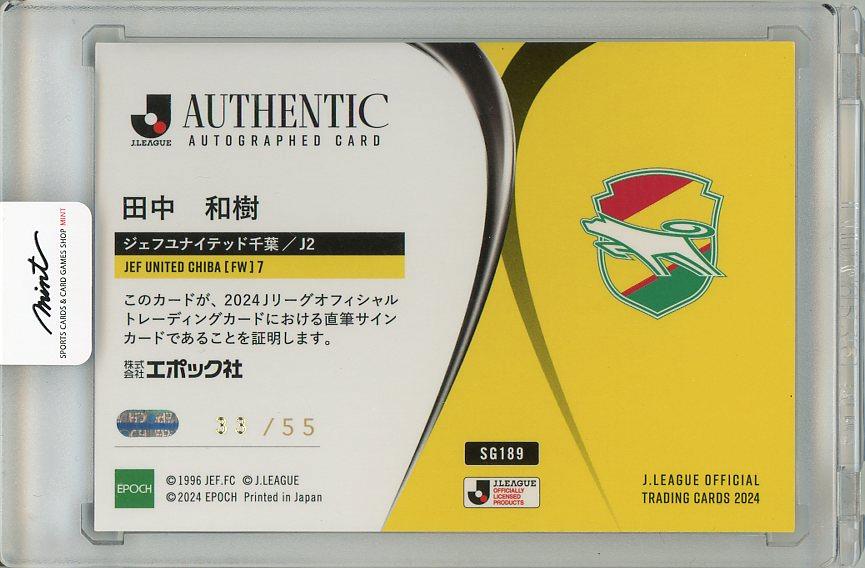 J.LEAGUE
AUTHENTIC
AUTOGRAPHED CARD
田中 和樹
ジェフユナイテッド千葉／J2
JEF UNITED CHIBA [FW] 7
このカードが、2024Jリーグオフィシャル
トレーディングカードにおける直筆サイン
カードであることを証明します。
株式会社エポック社
33 /55
EPOCH
©1996 JEF.FC ©J.LEAGUE
©2024 EPOCH Printed in Japan
SG189
J.LEAGUE
OFFICIALLY
LICENSED
PRODUCTS
J.LEAGUE OFFICIAL
TRADING CARDS 2024
mint
SPORTS CARDS & CARD GAMES SHOP MINT